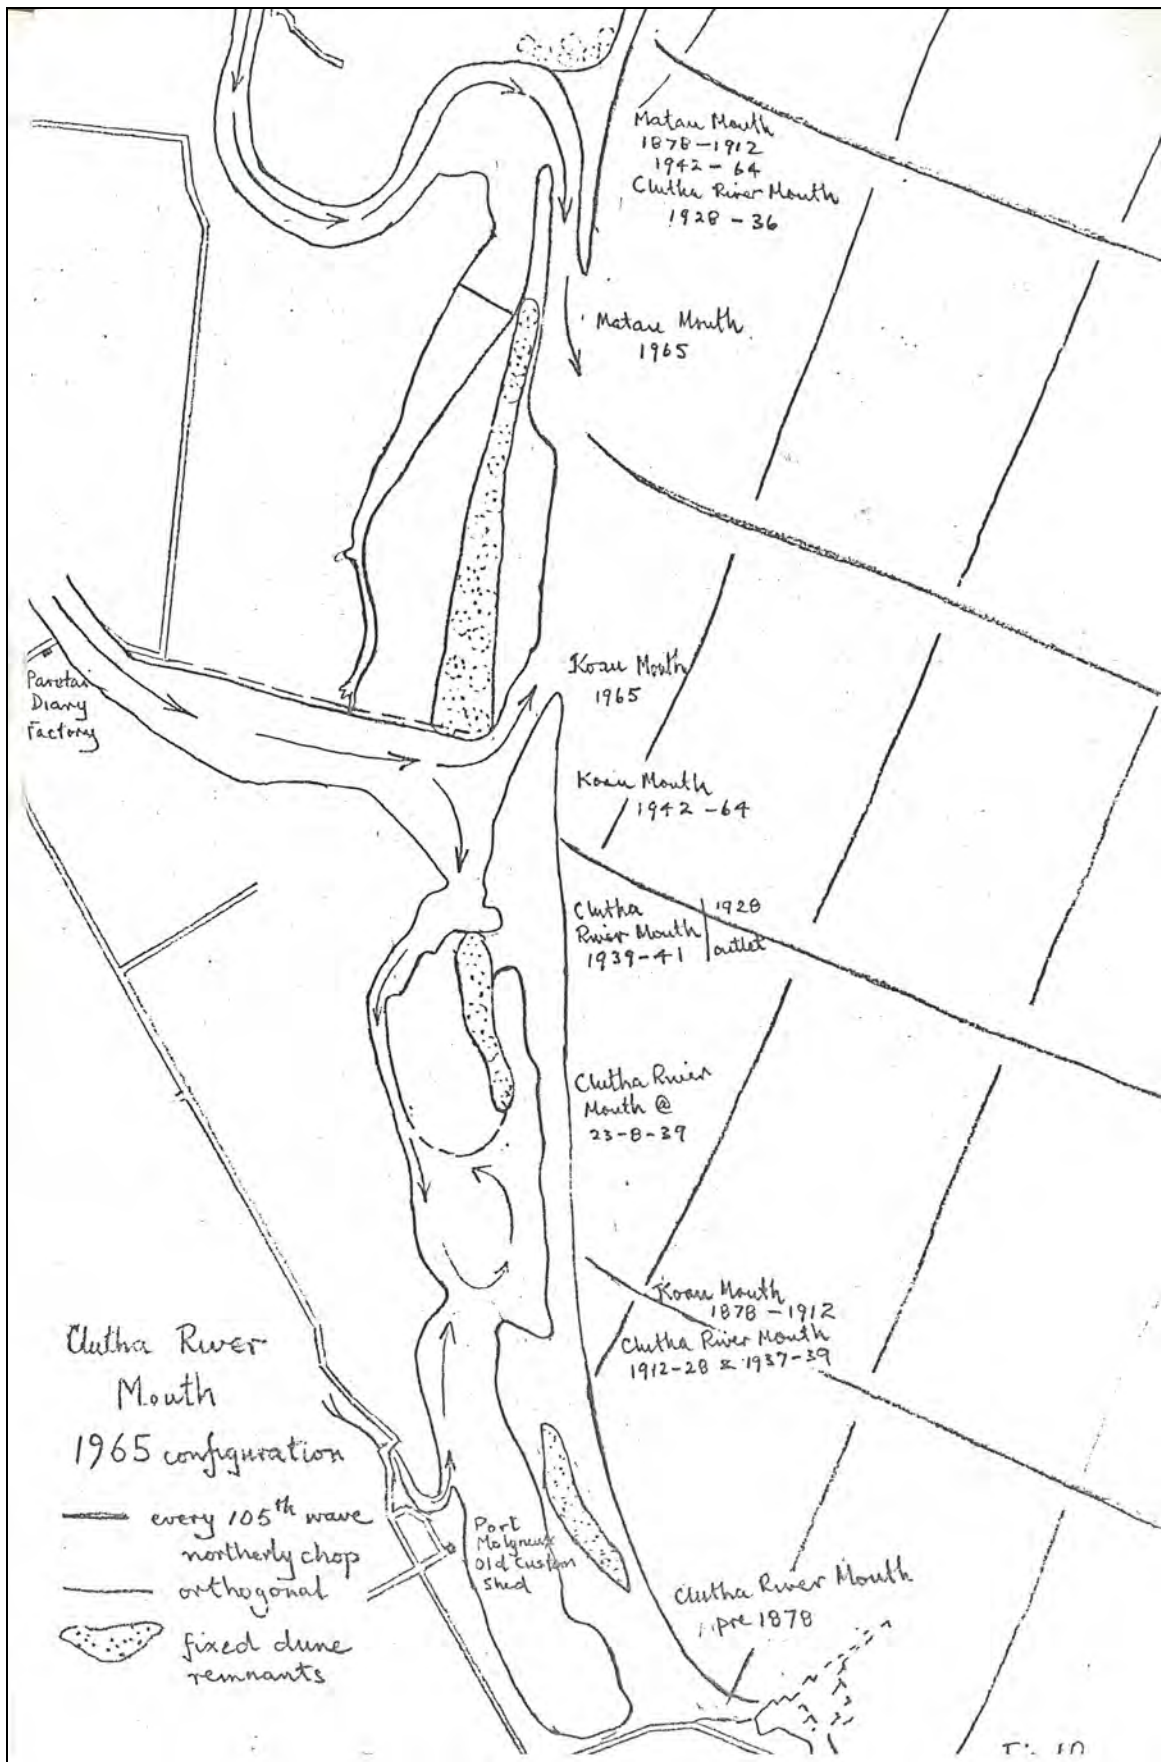 Matau Mouth
1878-1912
1942-64
Clutha River Mouth
1928-36
Matau Mouth
1965
Koau Mouth
1965
Paretai
Diary
Factory
Koau Mouth
1942-64
Clutha
River Mouth
1939-41
1928
outlet
Clutha River
Mouth @
23-8-39
Koau Mouth
1878-1912
Clutha River Mouth
1912-28 & 1937-39
Clutha River
Mouth
1965 configuration
every 105th wave
northerly chop
orthogonal
fixed dune
remnants
Port
Molyneux
Old Custom
Shed
Clutha River Mouth
pre 1878